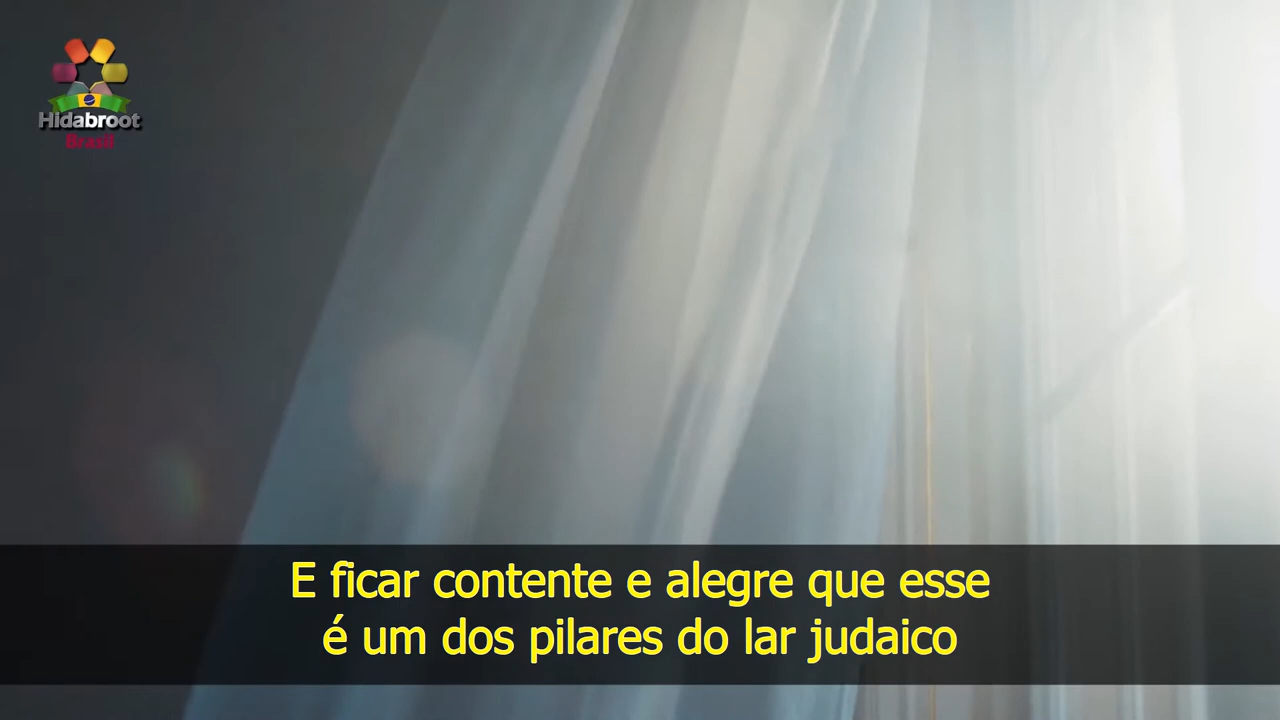 Hidabroot
Brasil
E ficar contente e alegre que esse
é um dos pilares do lar judaico